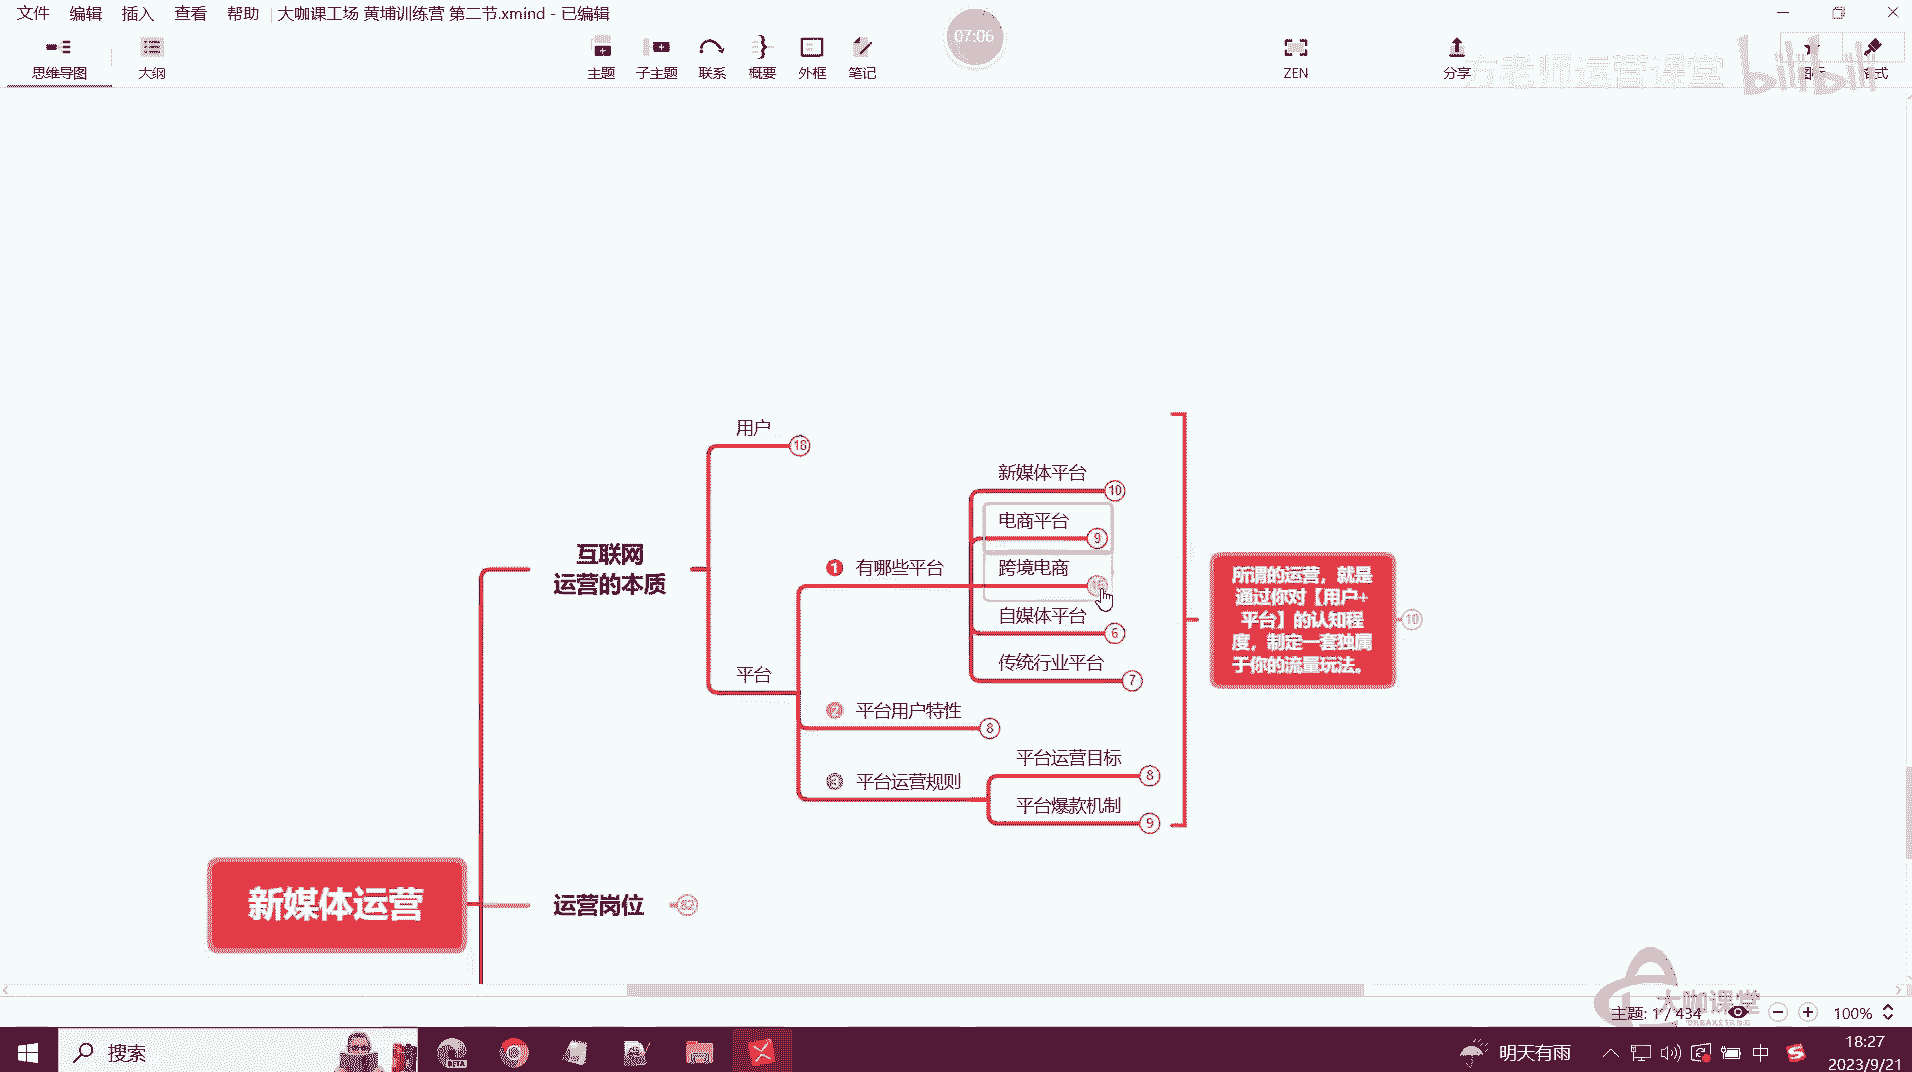 文件 编辑 插入 查看 帮助 大咖课工场 黄埔训练营 第二节.xmind - 已编辑
思维导图 大纲 主题 子主题 联系 概要 外框 笔记 07:06 ZEN 分享
方老师运营课堂 bilibili
用户 18
新媒体平台 10
电商平台 9
跨境电商
自媒体平台 6
传统行业平台 7
1 有哪些平台
平台
2 平台用户特性 8
3 平台运营规则
平台运营目标 8
平台爆款机制 9
互联网
运营的本质
所谓的运营，就是
通过你对【用户+
平台】的认知程
度，制定一套独属
于你的流量玩法。
10
新媒体运营
运营岗位 62
大咖课堂
主题: 1 / 434 100%
搜索 BETA 明天有雨 中 18:27
2023/9/21